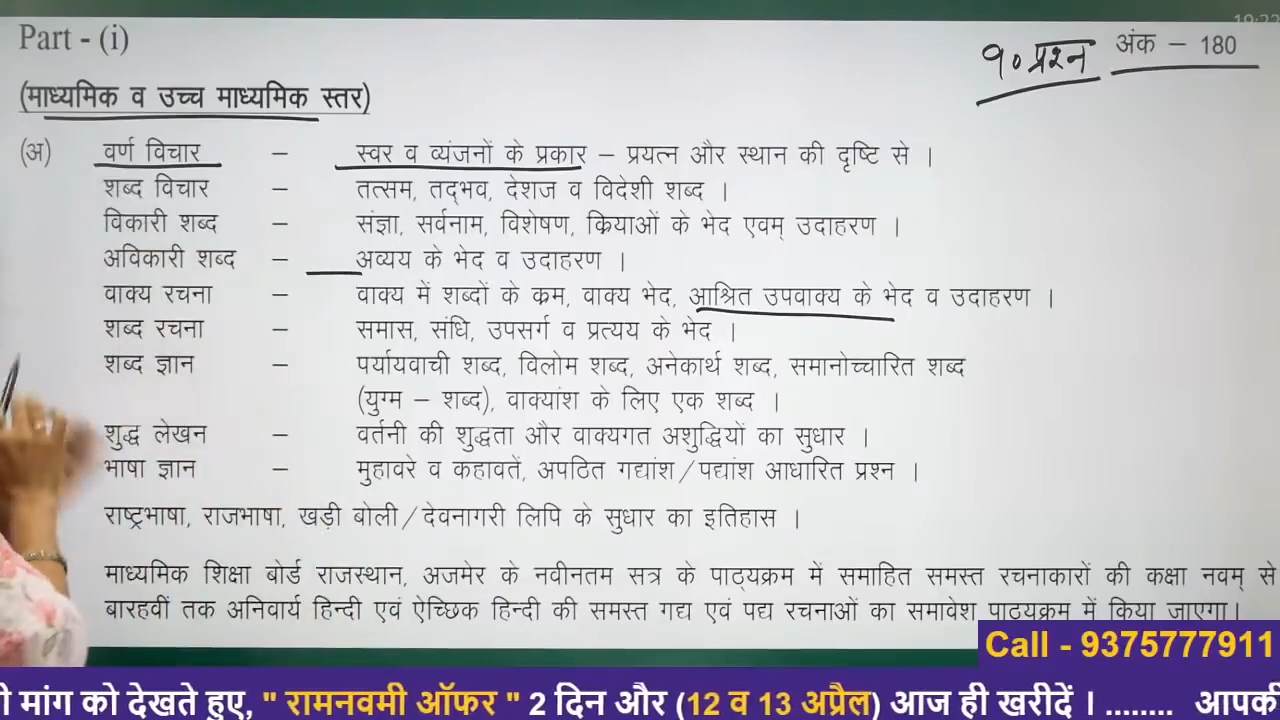 19:22
Part - (i)
९० प्रश्न अंक – 180
(माध्यमिक व उच्च माध्यमिक स्तर)
(अ) वर्ण विचार – स्वर व व्यंजनों के प्रकार – प्रयत्न और स्थान की दृष्टि से ।
शब्द विचार – तत्सम, तद्भव, देशज व विदेशी शब्द ।
विकारी शब्द – संज्ञा, सर्वनाम, विशेषण, क्रियाओं के भेद एवम् उदाहरण ।
अविकारी शब्द – अव्यय के भेद व उदाहरण ।
वाक्य रचना – वाक्य में शब्दों के क्रम, वाक्य भेद, आश्रित उपवाक्य के भेद व उदाहरण ।
शब्द रचना – समास, संधि, उपसर्ग व प्रत्यय के भेद ।
शब्द ज्ञान – पर्यायवाची शब्द, विलोम शब्द, अनेकार्थ शब्द, समानोच्चारित शब्द
(युग्म – शब्द), वाक्यांश के लिए एक शब्द ।
शुद्ध लेखन – वर्तनी की शुद्धता और वाक्यगत अशुद्धियों का सुधार ।
भाषा ज्ञान – मुहावरे व कहावतें, अपठित गद्यांश/पद्यांश आधारित प्रश्न ।
राष्ट्रभाषा, राजभाषा, खड़ी बोली/देवनागरी लिपि के सुधार का इतिहास ।
माध्यमिक शिक्षा बोर्ड राजस्थान, अजमेर के नवीनतम सत्र के पाठ्यक्रम में समाहित समस्त रचनाकारों की कक्षा नवम् से
बारहवीं तक अनिवार्य हिन्दी एवं ऐच्छिक हिन्दी की समस्त गद्य एवं पद्य रचनाओं का समावेश पाठ्यक्रम में किया जाएगा।
Call - 9375777911
ी मांग को देखते हुए, " रामनवमी ऑफर " 2 दिन और (12 व 13 अप्रैल) आज ही खरीदें । ........ आपकी